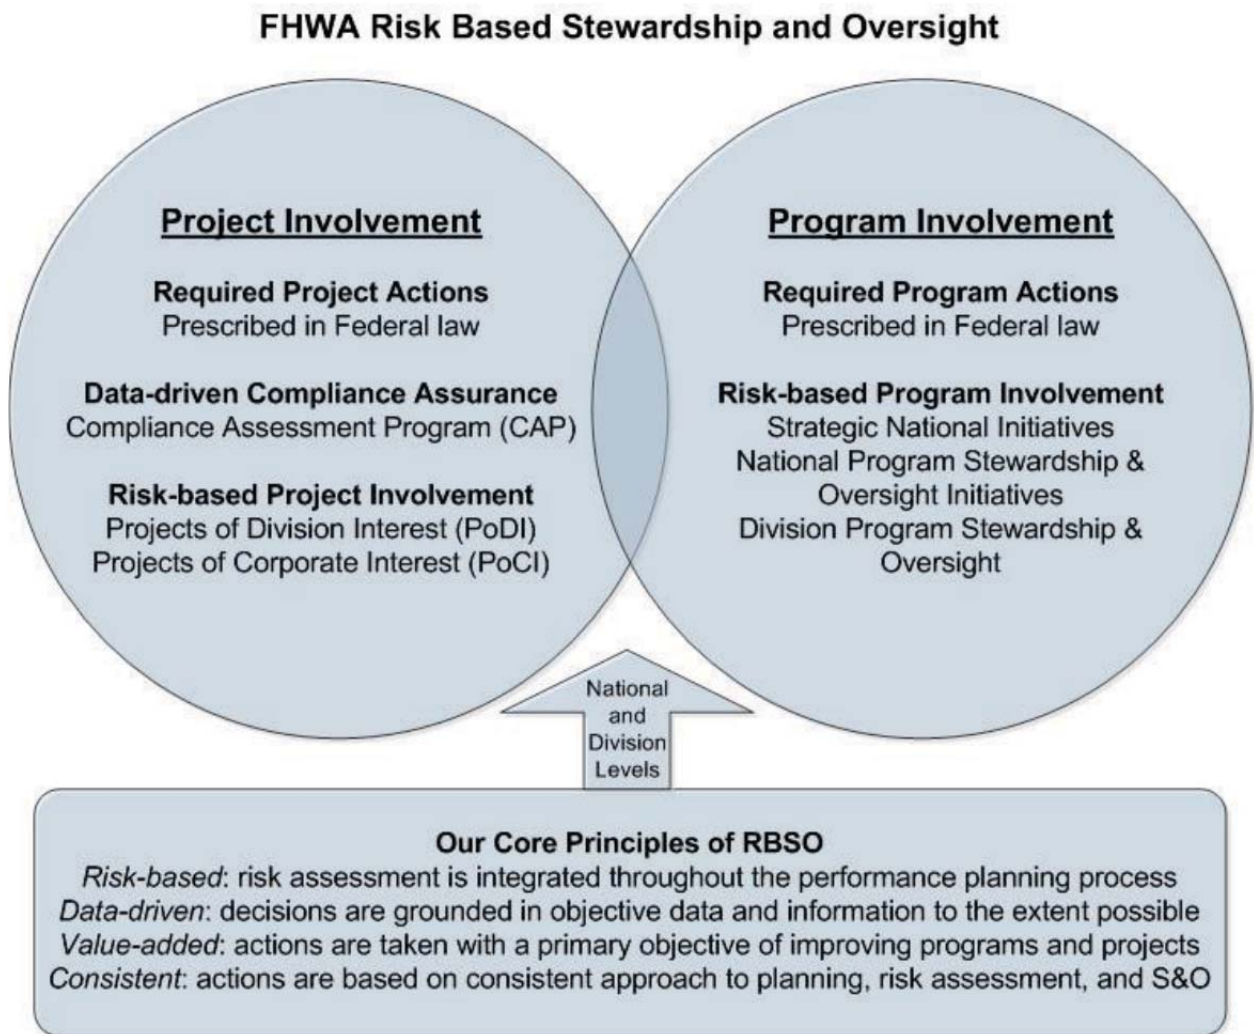 FHWA Risk Based Stewardship and Oversight
Project Involvement
Required Project Actions
Prescribed in Federal law
Data-driven Compliance Assurance
Compliance Assessment Program (CAP)
Risk-based Project Involvement
Projects of Division Interest (PoDI)
Projects of Corporate Interest (PoCI)
Program Involvement
Required Program Actions
Prescribed in Federal law
Risk-based Program Involvement
Strategic National Initiatives
National Program Stewardship &
Oversight Initiatives
Division Program Stewardship &
Oversight
National
and
Division
Levels
Our Core Principles of RBSO
Risk-based: risk assessment is integrated throughout the performance planning process
Data-driven: decisions are grounded in objective data and information to the extent possible
Value-added: actions are taken with a primary objective of improving programs and projects
Consistent: actions are based on consistent approach to planning, risk assessment, and S&O